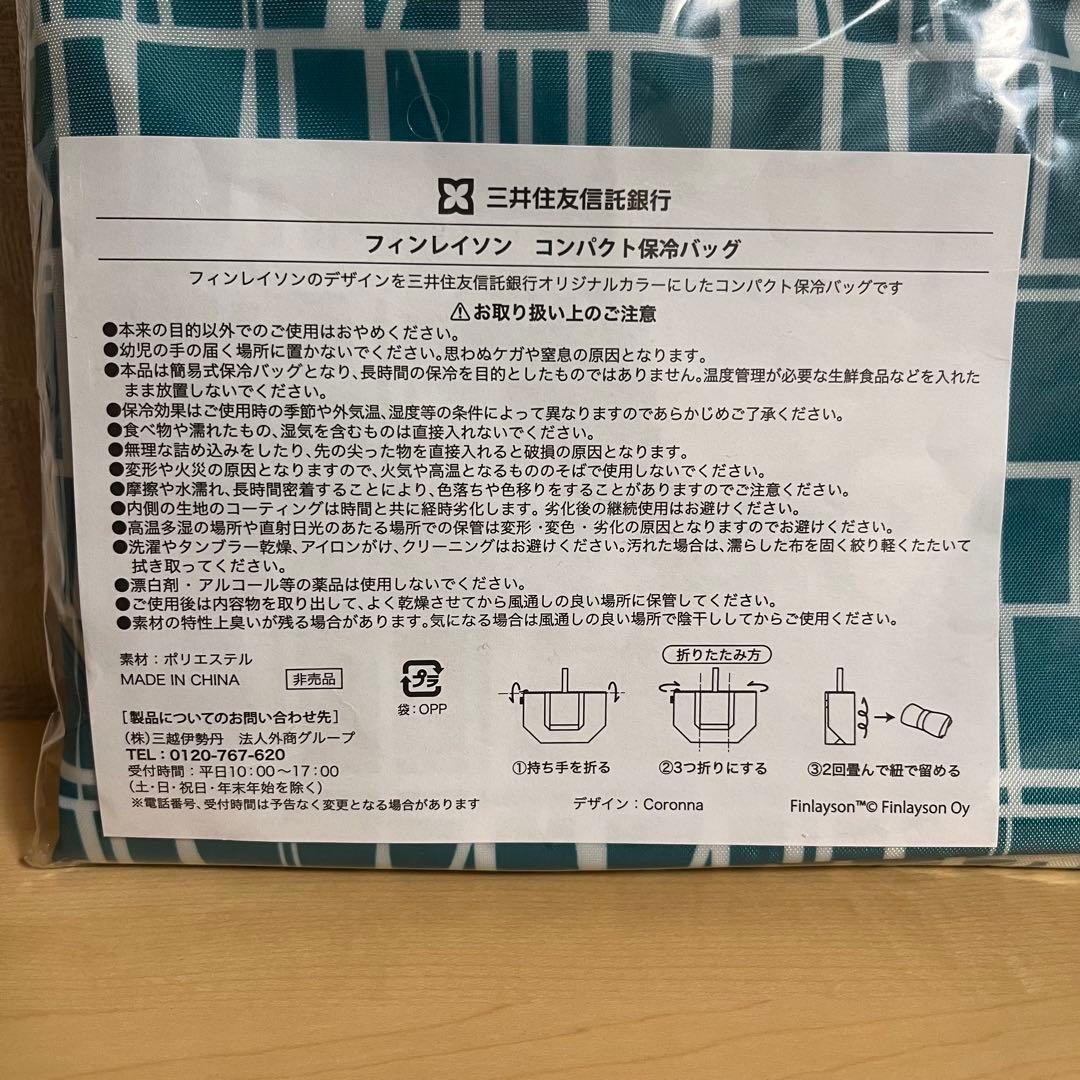 三井住友信託銀行
フィンレイソン　コンパクト保冷バッグ
フィンレイソンのデザインを三井住友信託銀行オリジナルカラーにしたコンパクト保冷バッグです
⚠お取り扱い上のご注意
●本来の目的以外でのご使用はおやめください。
●幼児の手の届く場所に置かないでください。思わぬケガや窒息の原因となります。
●本品は簡易式保冷バッグとなり、長時間の保冷を目的としたものではありません。温度管理が必要な生鮮食品などを入れた
まま放置しないでください。
●保冷効果はご使用時の季節や外気温、湿度等の条件によって異なりますのであらかじめご了承ください。
●食べ物や濡れたもの、湿気を含むものは直接入れないでください。
●無理な詰め込みをしたり、先の尖った物を直接入れると破損の原因となります。
●変形や火災の原因となりますので、火気や高温となるもののそばで使用しないでください。
●摩擦や水濡れ、長時間密着することにより、色落ちや色移りをすることがありますのでご注意ください。
●内側の生地のコーティングは時間と共に経時劣化します。劣化後の継続使用はお避けください。
●高温多湿の場所や直射日光のあたる場所での保管は変形・変色・劣化の原因となりますのでお避けください。
●洗濯やタンブラー乾燥、アイロンがけ、クリーニングはお避けください。汚れた場合は、濡らした布を固く絞り軽くたたいて
拭き取ってください。
●漂白剤・アルコール等の薬品は使用しないでください。
●ご使用後は内容物を取り出して、よく乾燥させてから風通しの良い場所に保管してください。
●素材の特性上臭いが残る場合があります。気になる場合は風通しの良い場所で陰干ししてからご使用ください。
素材：ポリエステル
MADE IN CHINA
非売品
プラ
袋：OPP
[製品についてのお問い合わせ先]
(株)三越伊勢丹　法人外商グループ
TEL：0120-767-620
受付時間：平日10：00～17：00
(土・日・祝日・年末年始を除く)
※電話番号、受付時間は予告なく変更となる場合があります
折りたたみ方
①持ち手を折る
②3つ折りにする
③2回畳んで紐で留める
デザイン：Coronna
Finlayson™© Finlayson Oy